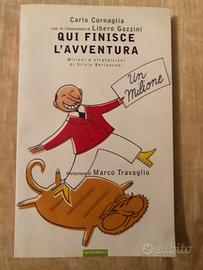 Carlo Cornaglia
con le illustrazioni di Libero Gozzini
QUI FINISCE
L'AVVENTURA
Misteri e strafalcioni
di Silvio Berlusconi
un
Milione
Prefazione di Marco Travaglio
subito